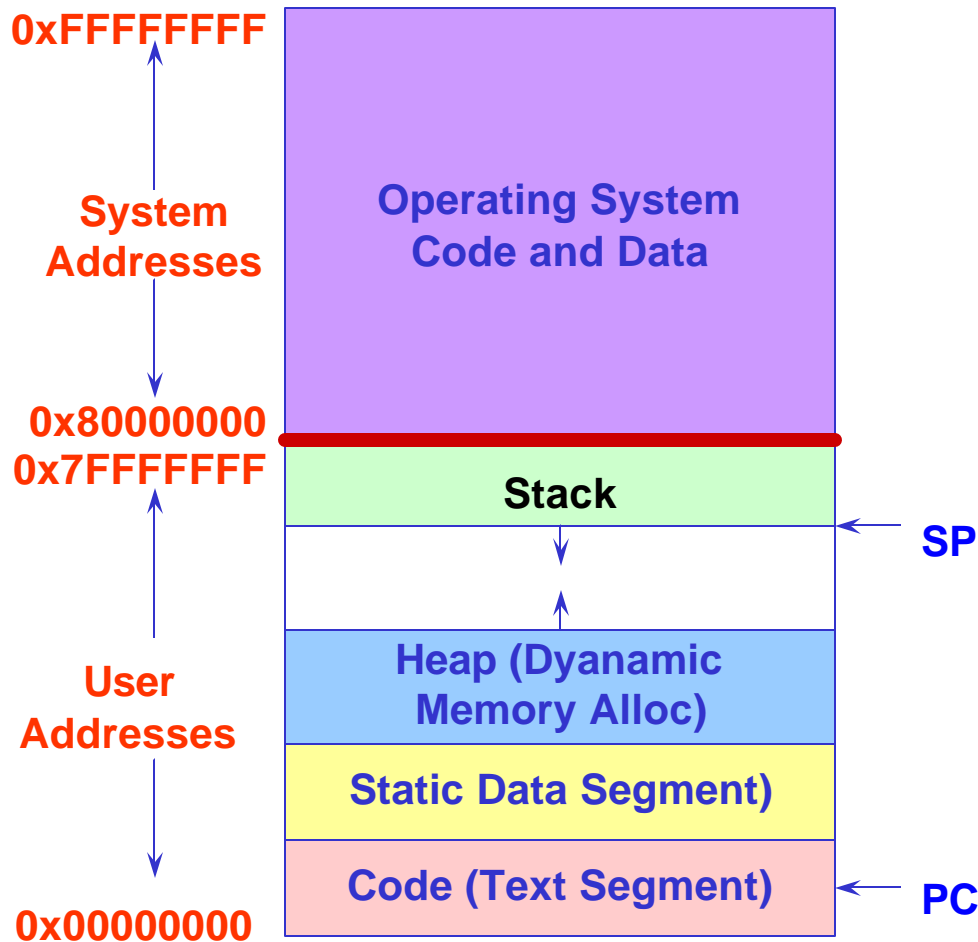 0xFFFFFFFF
System
Addresses
Operating System
Code and Data
0x80000000
0x7FFFFFFF
Stack
SP
User
Addresses
Heap (Dyanamic
Memory Alloc)
Static Data Segment)
Code (Text Segment)
PC
0x00000000